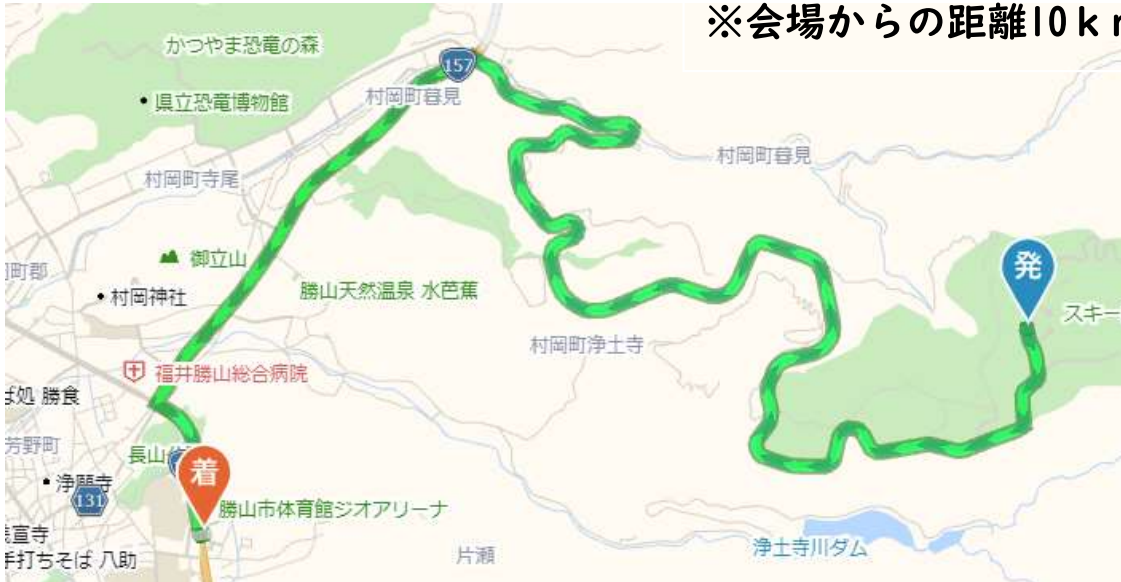 ※会場からの距離10km
かつやま恐竜の森
157
県立恐竜博物館
村岡町暮見
村岡町暮見
村岡町寺尾
御立山
発
町郡
村岡神社
勝山天然温泉 水芭蕉
スキー
村岡町浄土寺
福井勝山総合病院
ば処 勝食
芳野町
長山公
着
浄願寺
131
勝山市体育館ジオアリーナ
義宣寺
手打ちそば 八助
片瀬
浄土寺川ダム